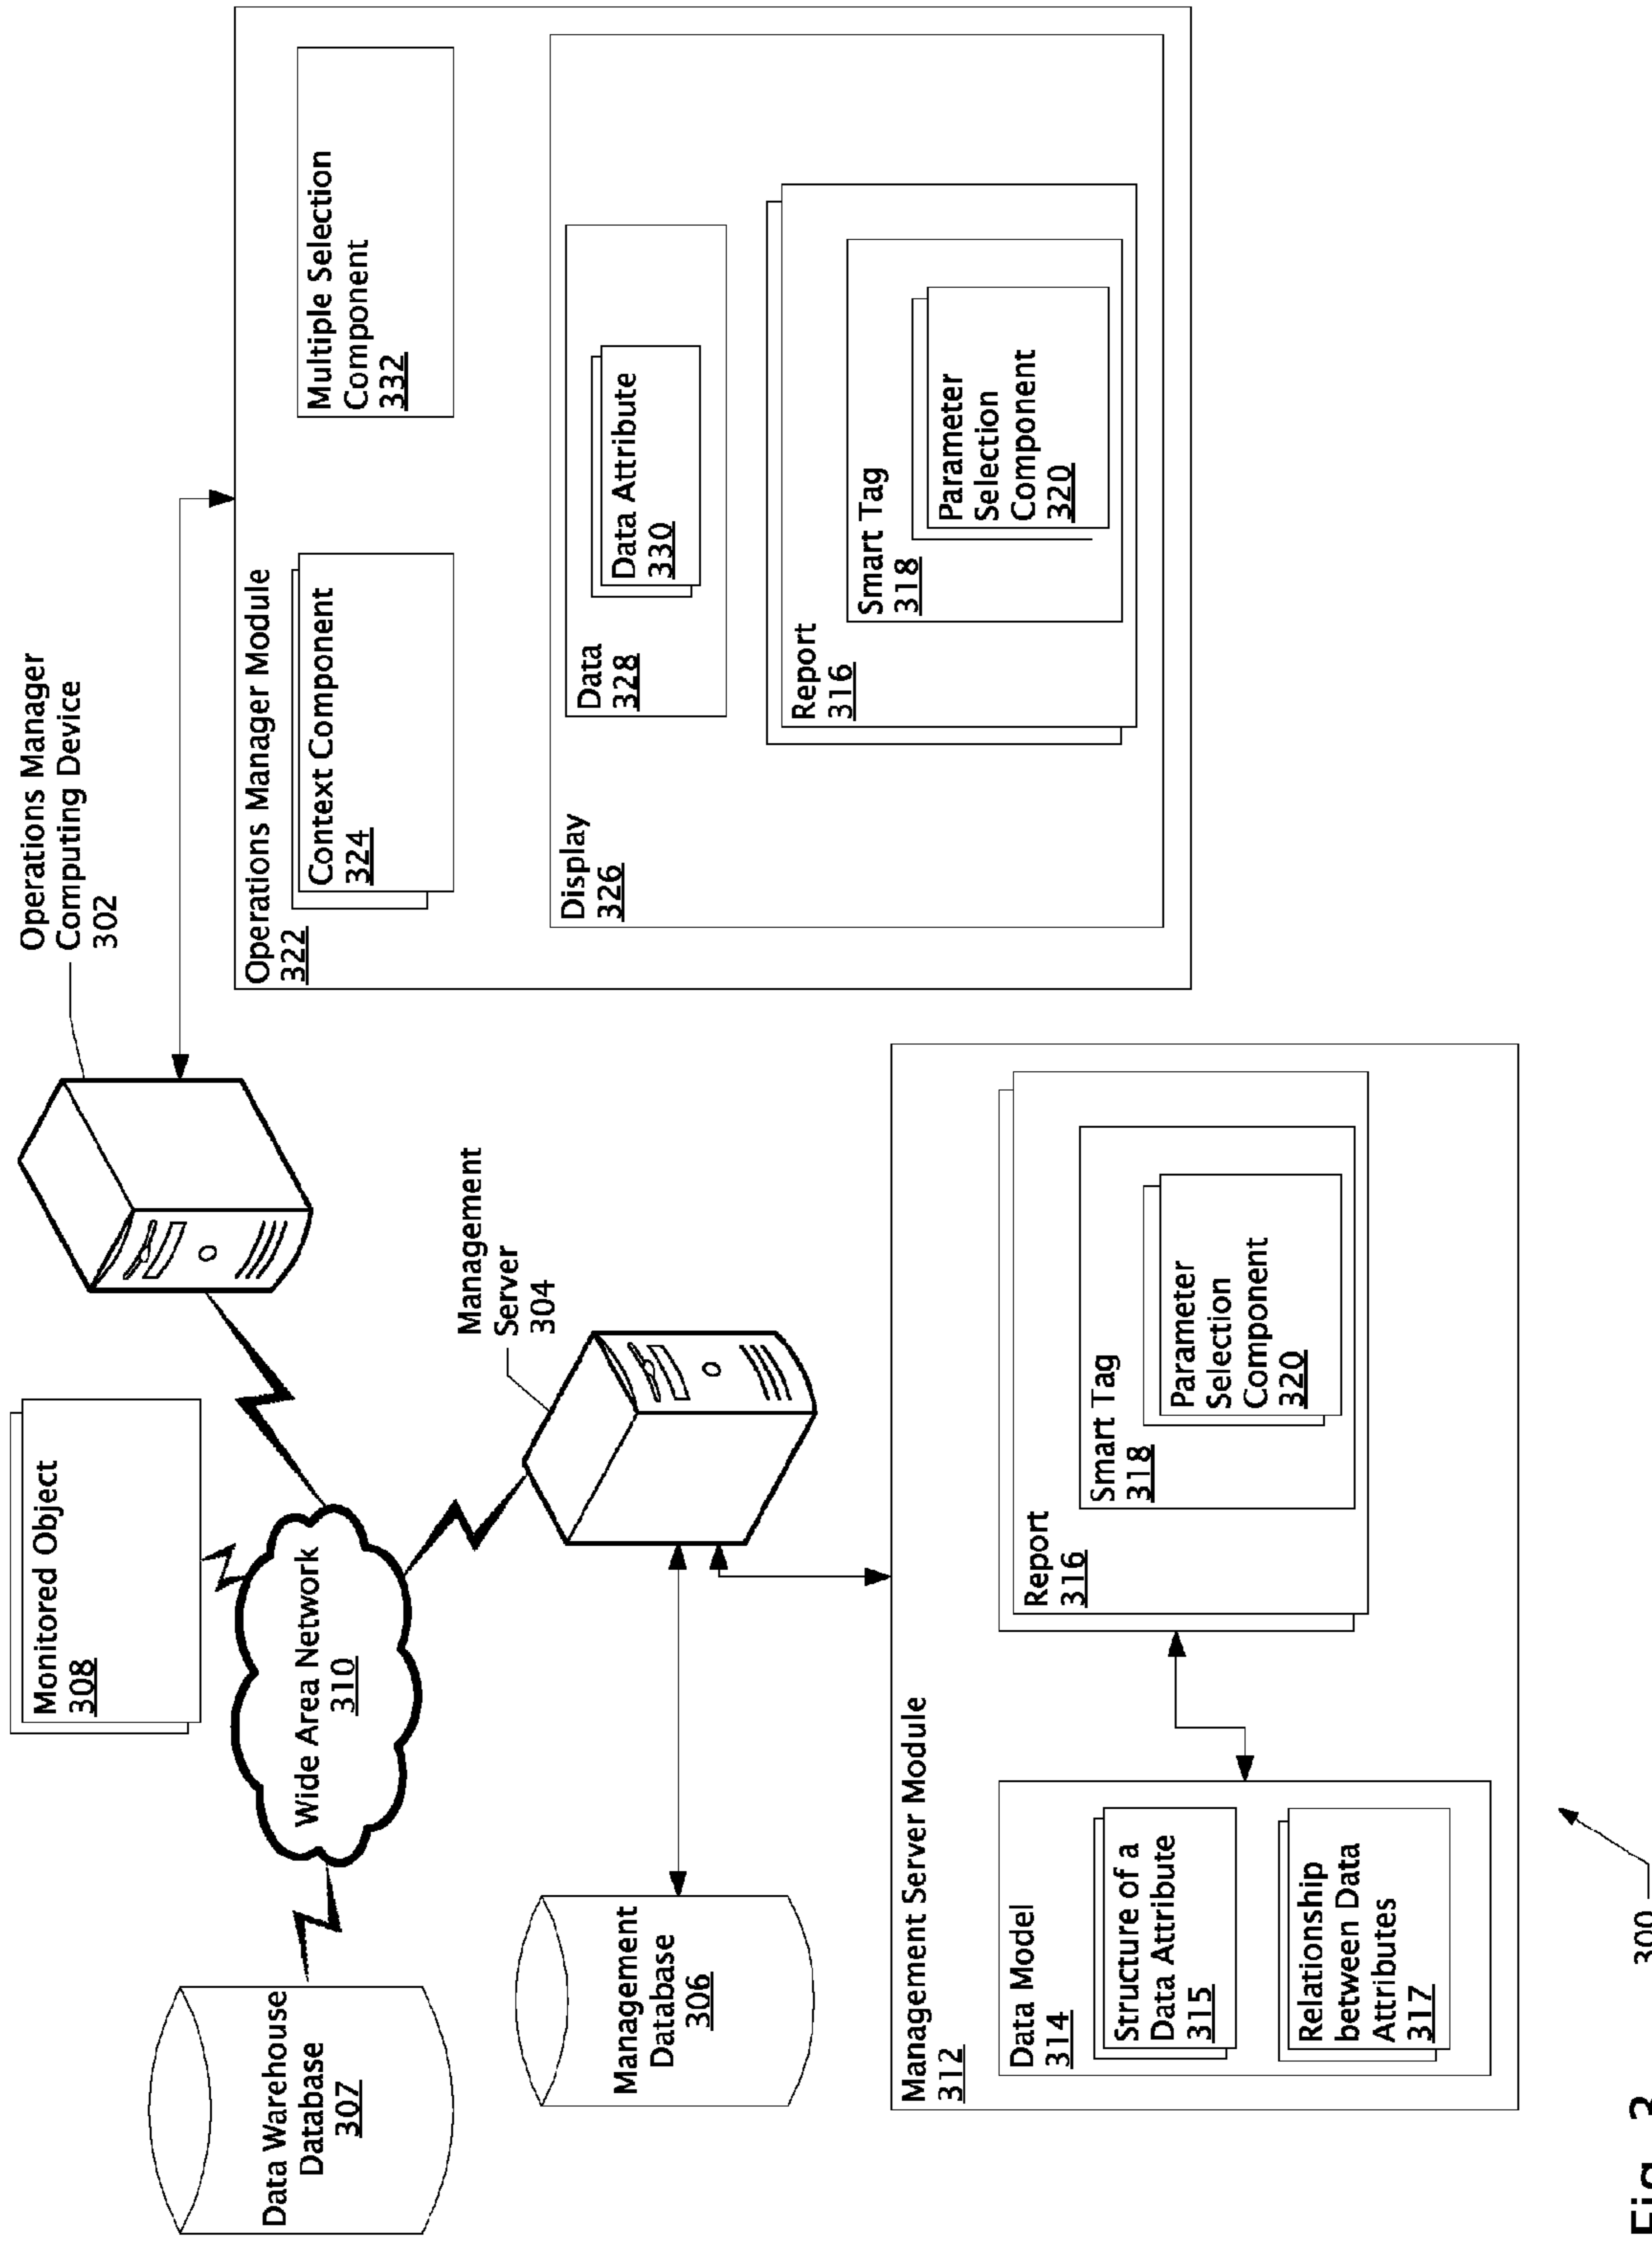 Operations Manager
Computing Device
302
Monitored Object
308
Data Warehouse
Database
307
Wide Area Network
310
Management
Server
304
Management
Database
306
Operations Manager Module
322
Context Component
324
Multiple Selection
Component
332
Display
326
Data
328
Data Attribute
330
Report
316
Smart Tag
318
Parameter
Selection
Component
320
Management Server Module
312
Data Model
314
Structure of a
Data Attribute
315
Relationship
between Data
Attributes
317
Report
316
Smart Tag
318
Parameter
Selection
Component
320
300
Fig. 3